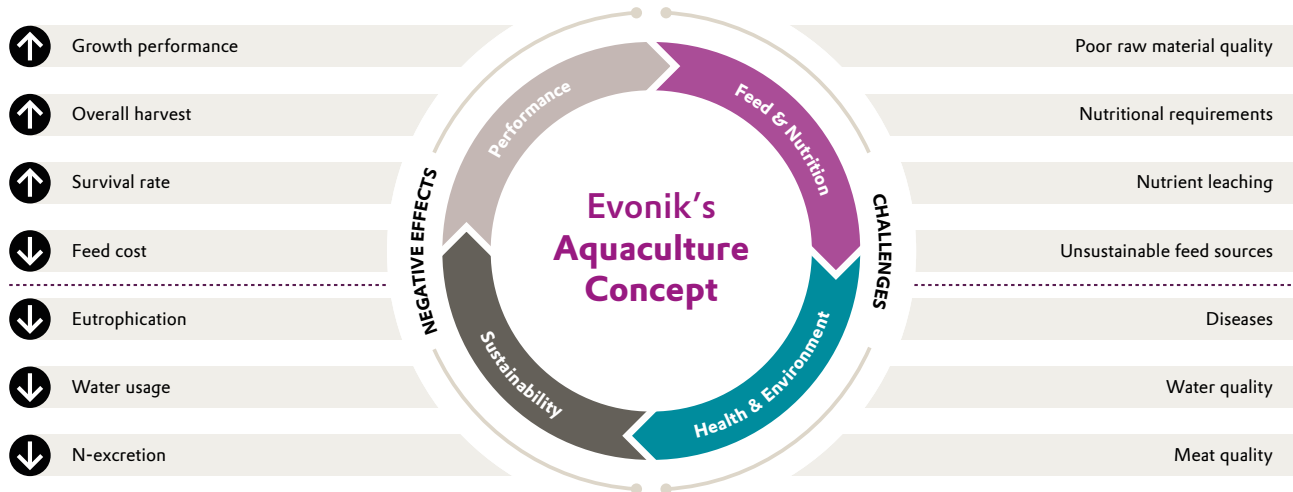 Growth performance
Overall harvest
Survival rate
Feed cost
Eutrophication
Water usage
N-excretion
NEGATIVE EFFECTS
Performance
Feed & Nutrition
Evonik's
Aquaculture
Concept
Sustainability
Health & Environment
CHALLENGES
Poor raw material quality
Nutritional requirements
Nutrient leaching
Unsustainable feed sources
Diseases
Water quality
Meat quality